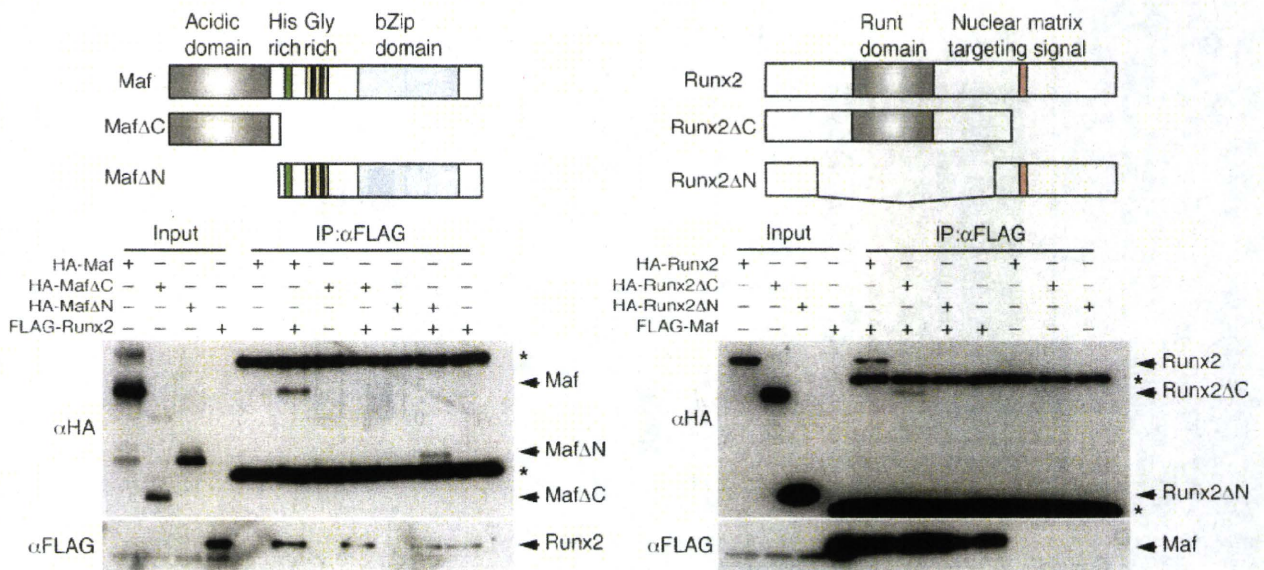 Acidic domain
His rich
Gly rich
bZip domain
Maf
MafΔC
MafΔN
Input
IP:αFLAG
HA-Maf + − − − + + − − − − −
HA-MafΔC − + − − − − + + − − −
HA-MafΔN − − + − − − − − + + −
FLAG-Runx2 − − − + − + − + − + +
αHA
*
Maf
MafΔN
*
MafΔC
αFLAG
Runx2
Runt domain
Nuclear matrix targeting signal
Runx2
Runx2ΔC
Runx2ΔN
Input
IP:αFLAG
HA-Runx2 + − − − + − − − + − −
HA-Runx2ΔC − + − − − + − − − + −
HA-Runx2ΔN − − + − − − + − − − +
FLAG-Maf − − − + + + + + − − −
αHA
Runx2
*
Runx2ΔC
Runx2ΔN
*
αFLAG
Maf